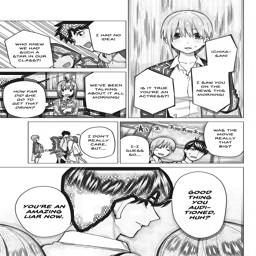 ICHIKA-
SAN!
I SAW YOU
ON THE
NEWS THIS
MORNING!
IS IT TRUE
YOU'RE AN
ACTRESS?!
I HAD NO
IDEA!
WHO KNEW
WE HAD
SUCH A
STAR IN OUR
CLASS?!
WE'VE BEEN
TALKING
ABOUT IT ALL
MORNING!
HOW FAR
DID SHE
GO TO
GET THAT
DRINK?
WAS THE
MOVIE
REALLY
THAT BIG?
I-I
GUESS
SO...
I DON'T
REALLY
CARE,
BUT...
GOOD
THING
YOU
AUDI-
TIONED,
HUH?
YOU'RE AN
AMAZING
LIAR NOW.